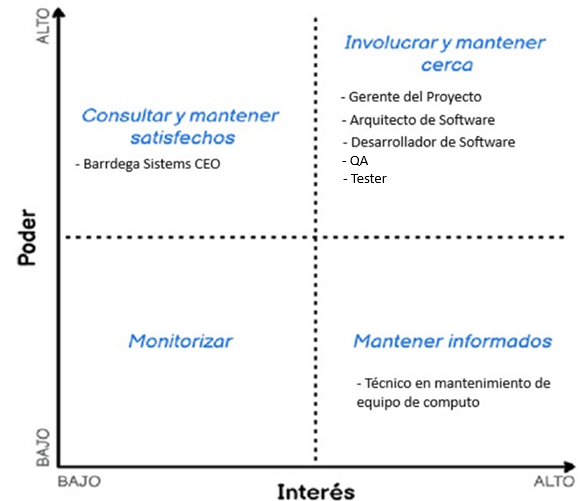 ALTO
Involucrar y mantener
cerca
- Gerente del Proyecto
- Arquitecto de Software
- Desarrollador de Software
- QA
- Tester
Consultar y mantener
satisfechos
- Barrdega Sistems CEO
Poder
Monitorizar
Mantener informados
- Técnico en mantenimiento de
equipo de computo
BAJO
BAJO
Interés
ALTO